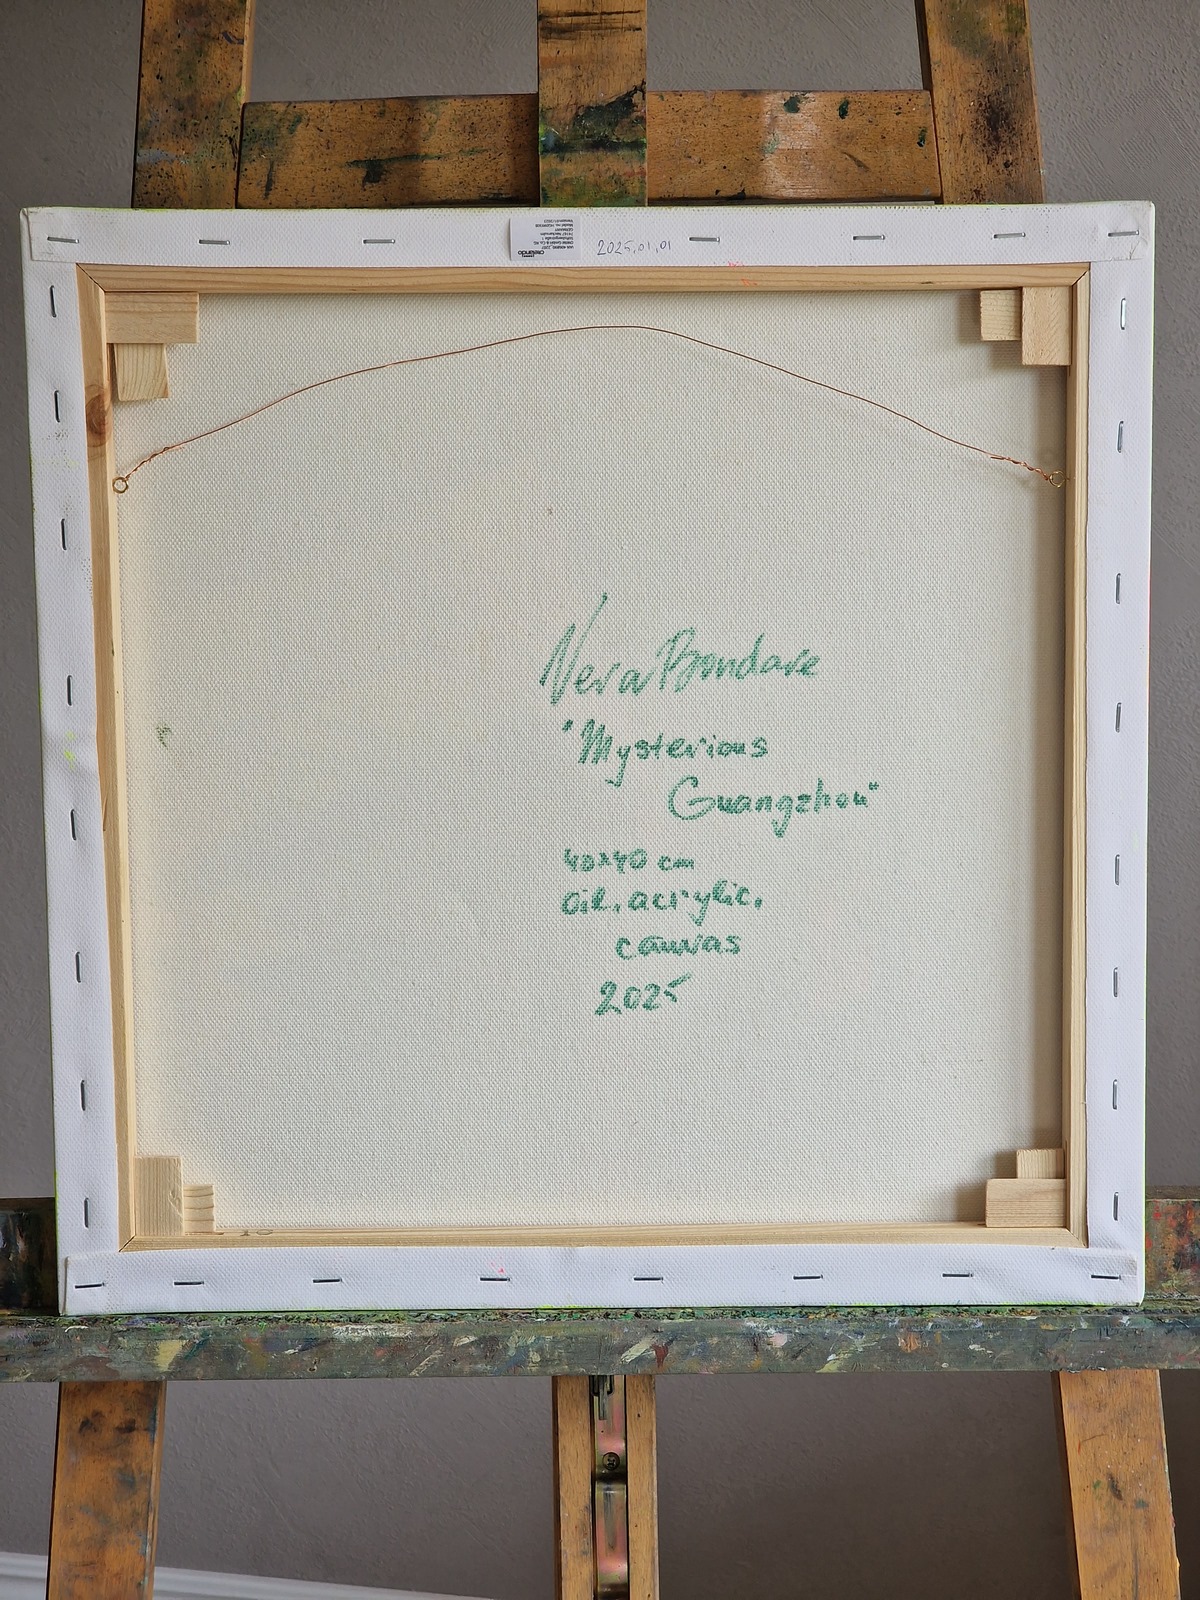 2025,01,01
Vera Bondare
"Mysterious
Guangzhou"
40x40 cm
oil, acrylic,
canvas
2025